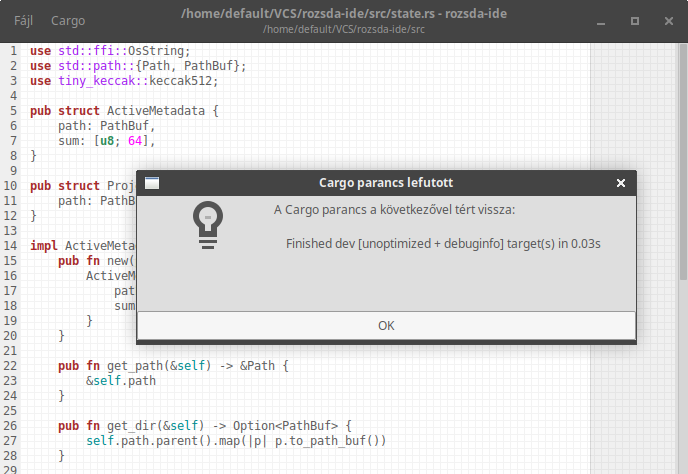 Fájl Cargo /home/default/VCS/rozsda-ide/src/state.rs - rozsda-ide
/home/default/VCS/rozsda-ide/src
1 use std::ffi::OsString;
2 use std::path::{Path, PathBuf};
3 use tiny_keccak::keccak512;
4
5 pub struct ActiveMetadata {
6     path: PathBuf,
7     sum: [u8; 64],
8 }
9
10 pub struct Proj
11     path: PathB
12 }
13
14 impl ActiveMeta
15     pub fn new(
16         ActiveM
17             pat
18             sum
19         }
20     }
21
22     pub fn get_path(&self) -> &Path {
23         &self.path
24     }
25
26     pub fn get_dir(&self) -> Option<PathBuf> {
27         self.path.parent().map(|p| p.to_path_buf())
28     }
29
Cargo parancs lefutott
A Cargo parancs a következővel tért vissza:
Finished dev [unoptimized + debuginfo] target(s) in 0.03s
OK